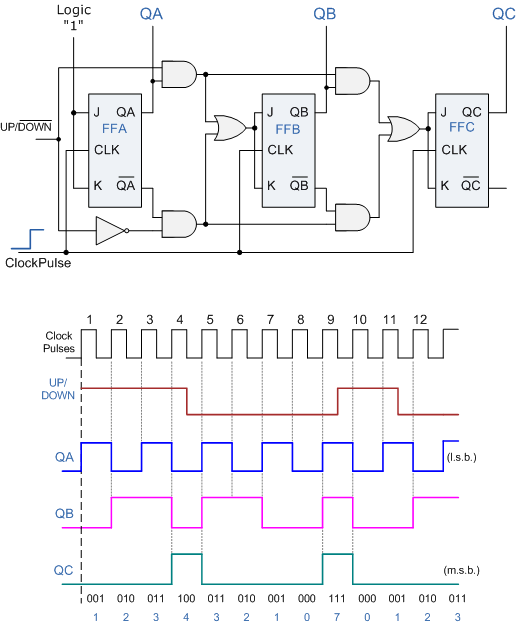 Logic
"1"
QA
QB
QC
J QA
J QB
J QC
FFA
FFB
FFC
UP/DOWN
CLK
CLK
CLK
K QA
K QB
K QC
ClockPulse
1 2 3 4 5 6 7 8 9 10 11 12
Clock
Pulses
UP/
DOWN
QA
(l.s.b.)
QB
QC
(m.s.b.)
001 010 011 100 011 010 001 000 111 000 001 010 011
1 2 3 4 3 2 1 0 7 0 1 2 3